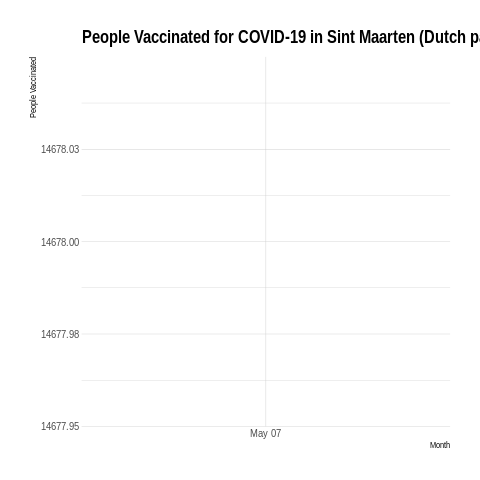 People Vaccinated for COVID-19 in Sint Maarten (Dutch
People Vaccinated
14678.03
14678.00
14677.98
14677.95
May 07
Month